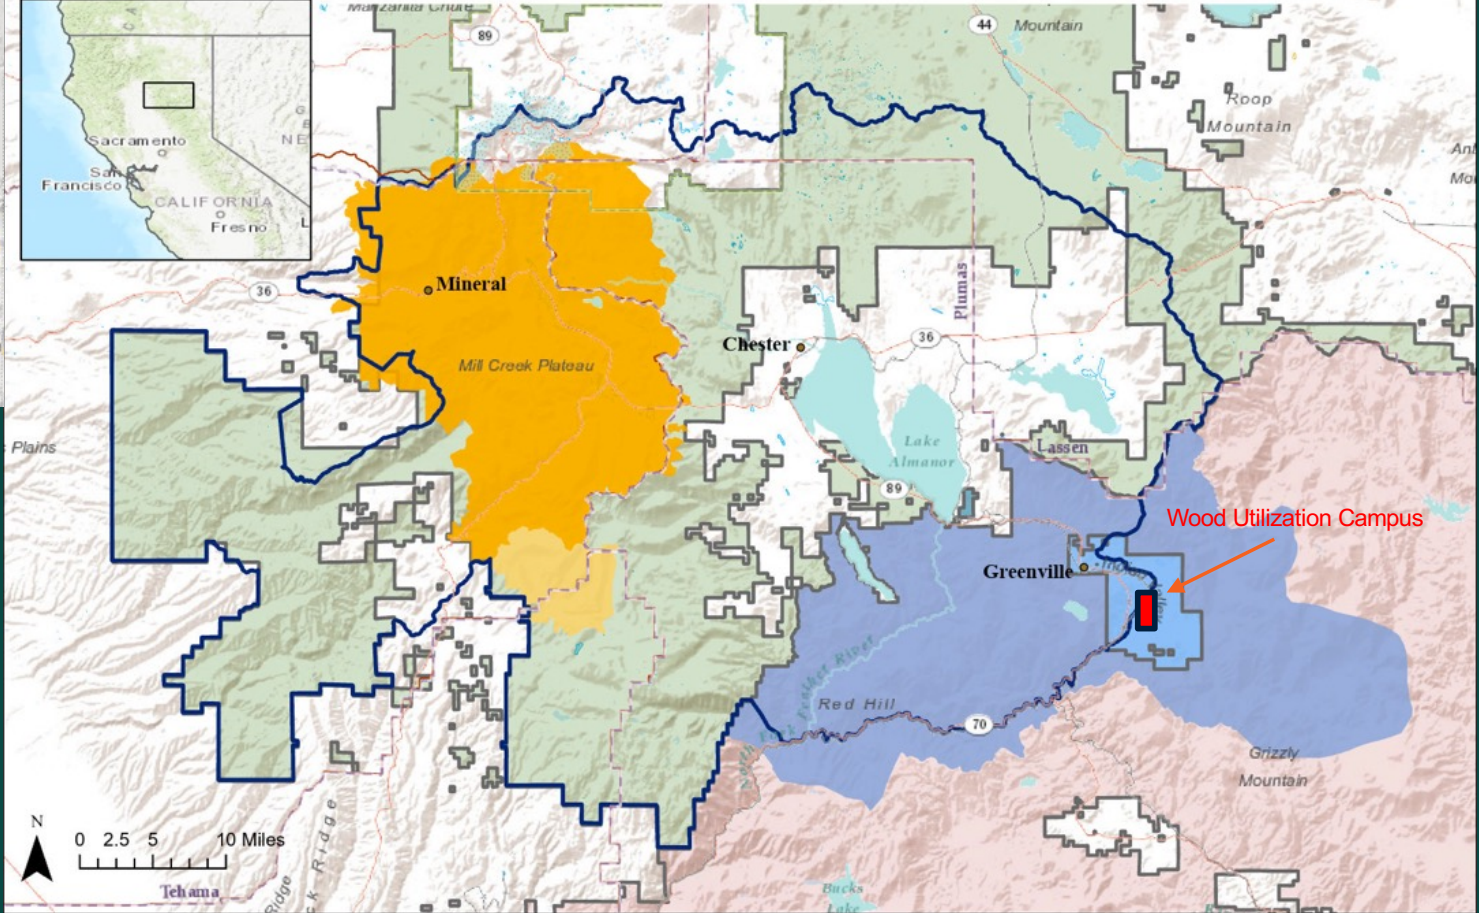 Manzanita Chute
CA
89
44
Mountain
Roop
Mountain
NE
Sacramento
San
Francisco
CALIFORNIA
Fresno
L
36
Mineral
Plumas
Chester
36
Mill Creek Plateau
Plains
Lake
Almanor
Lassen
89
Wood Utilization Campus
Greenville
North Fork Feather River
Red Hill
70
Grizzly
Mountain
N
0 2.5 5 10 Miles
Ridge
Tehama
Ridge
Bucks
Lake